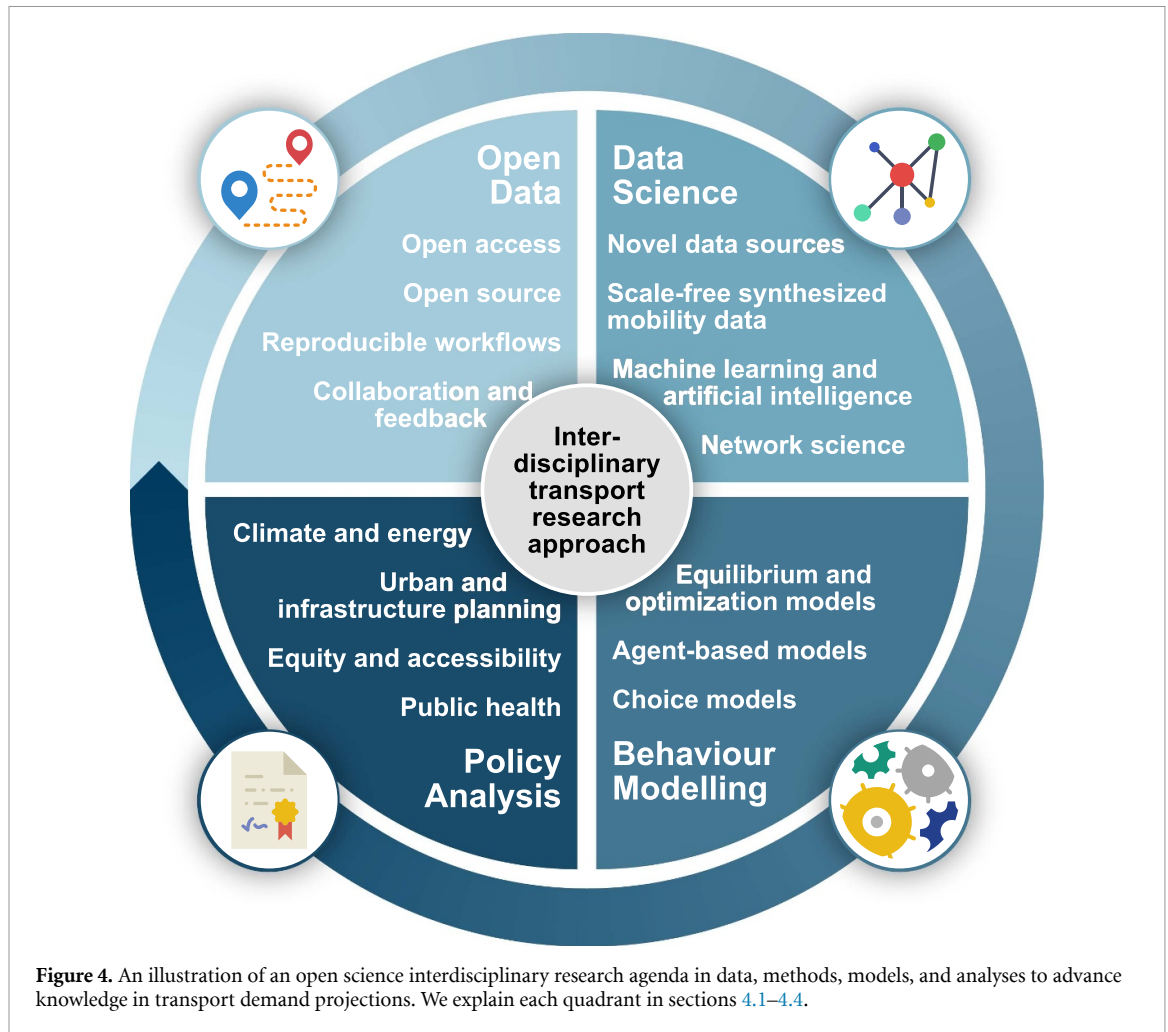 Open
Data
Open access
Open source
Reproducible workflows
Collaboration and
feedback
Data
Science
Novel data sources
Scale-free synthesized
mobility data
Machine learning and
artificial intelligence
Network science
Inter-
disciplinary
transport
research
approach
Climate and energy
Urban and
infrastructure planning
Equity and accessibility
Public health
Policy
Analysis
Equilibrium and
optimization models
Agent-based models
Choice models
Behaviour
Modelling
Figure 4. An illustration of an open science interdisciplinary research agenda in data, methods, models, and analyses to advance
knowledge in transport demand projections. We explain each quadrant in sections 4.1–4.4.